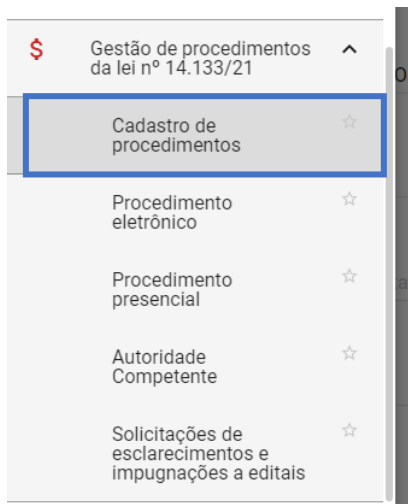 $ Gestão de procedimentos
da lei nº 14.133/21
Cadastro de
procedimentos
Procedimento
eletrônico
Procedimento
presencial
Autoridade
Competente
Solicitações de
esclarecimentos e
impugnações a editais